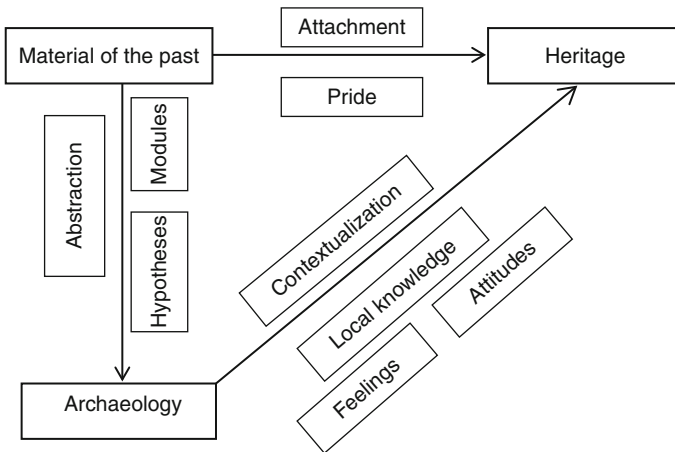 Attachment
Material of the past
Heritage
Pride
Abstraction
Modules
Hypotheses
Contextualization
Local knowledge
Attitudes
Feelings
Archaeology